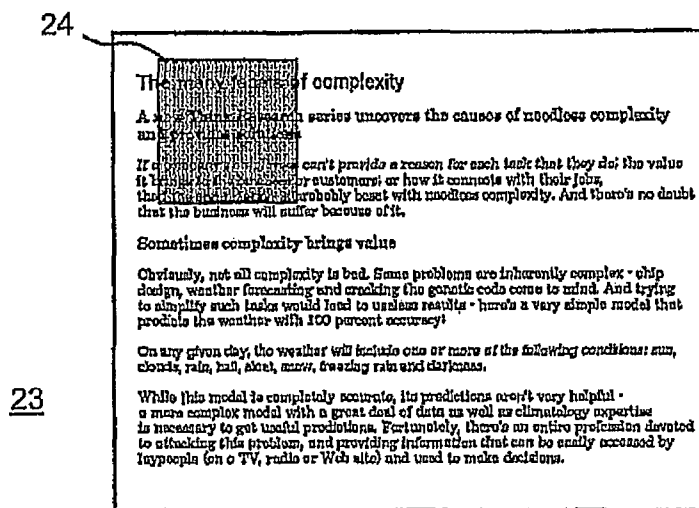 24
The many of complexity
A series uncovers the causes of needless complexity
and
If can't provide a reason for each task that they do; the value
it or customers; or how it connects with their jobs,
probably beset with needless complexity. And there's no doubt
that the business will suffer because of it.
Sometimes complexity brings value
Obviously, not all complexity is bad. Some problems are inherently complex - chip
design, weather forecasting and cracking the genetic code come to mind. And trying
to simplify such tasks would lead to useless results - here's a very simple model that
predicts the weather with 100 percent accuracy:
On any given day, the weather will include one or more of the following conditions: sun,
clouds, rain, hail, sleet, snow, freezing rain and darkness.
23
While this model is completely accurate, its predictions aren't very helpful -
a more complex model with a great deal of data as well as climatology expertise
is necessary to get useful predictions. Fortunately, there's an entire profession devoted
to attacking this problem, and providing information that can be easily accessed by
laypeople (on a TV, radio or Web site) and used to make decisions.